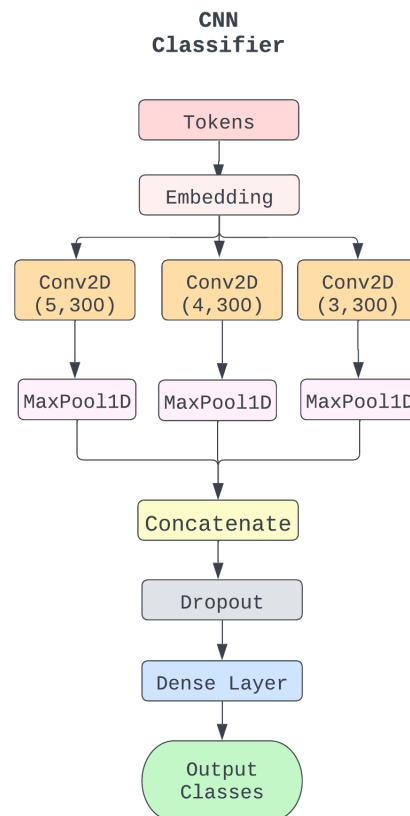 CNN
Classifier
Tokens
Embedding
Conv2D
(5,300)
Conv2D
(4,300)
Conv2D
(3,300)
MaxPool1D
MaxPool1D
MaxPool1D
Concatenate
Dropout
Dense Layer
Output
Classes